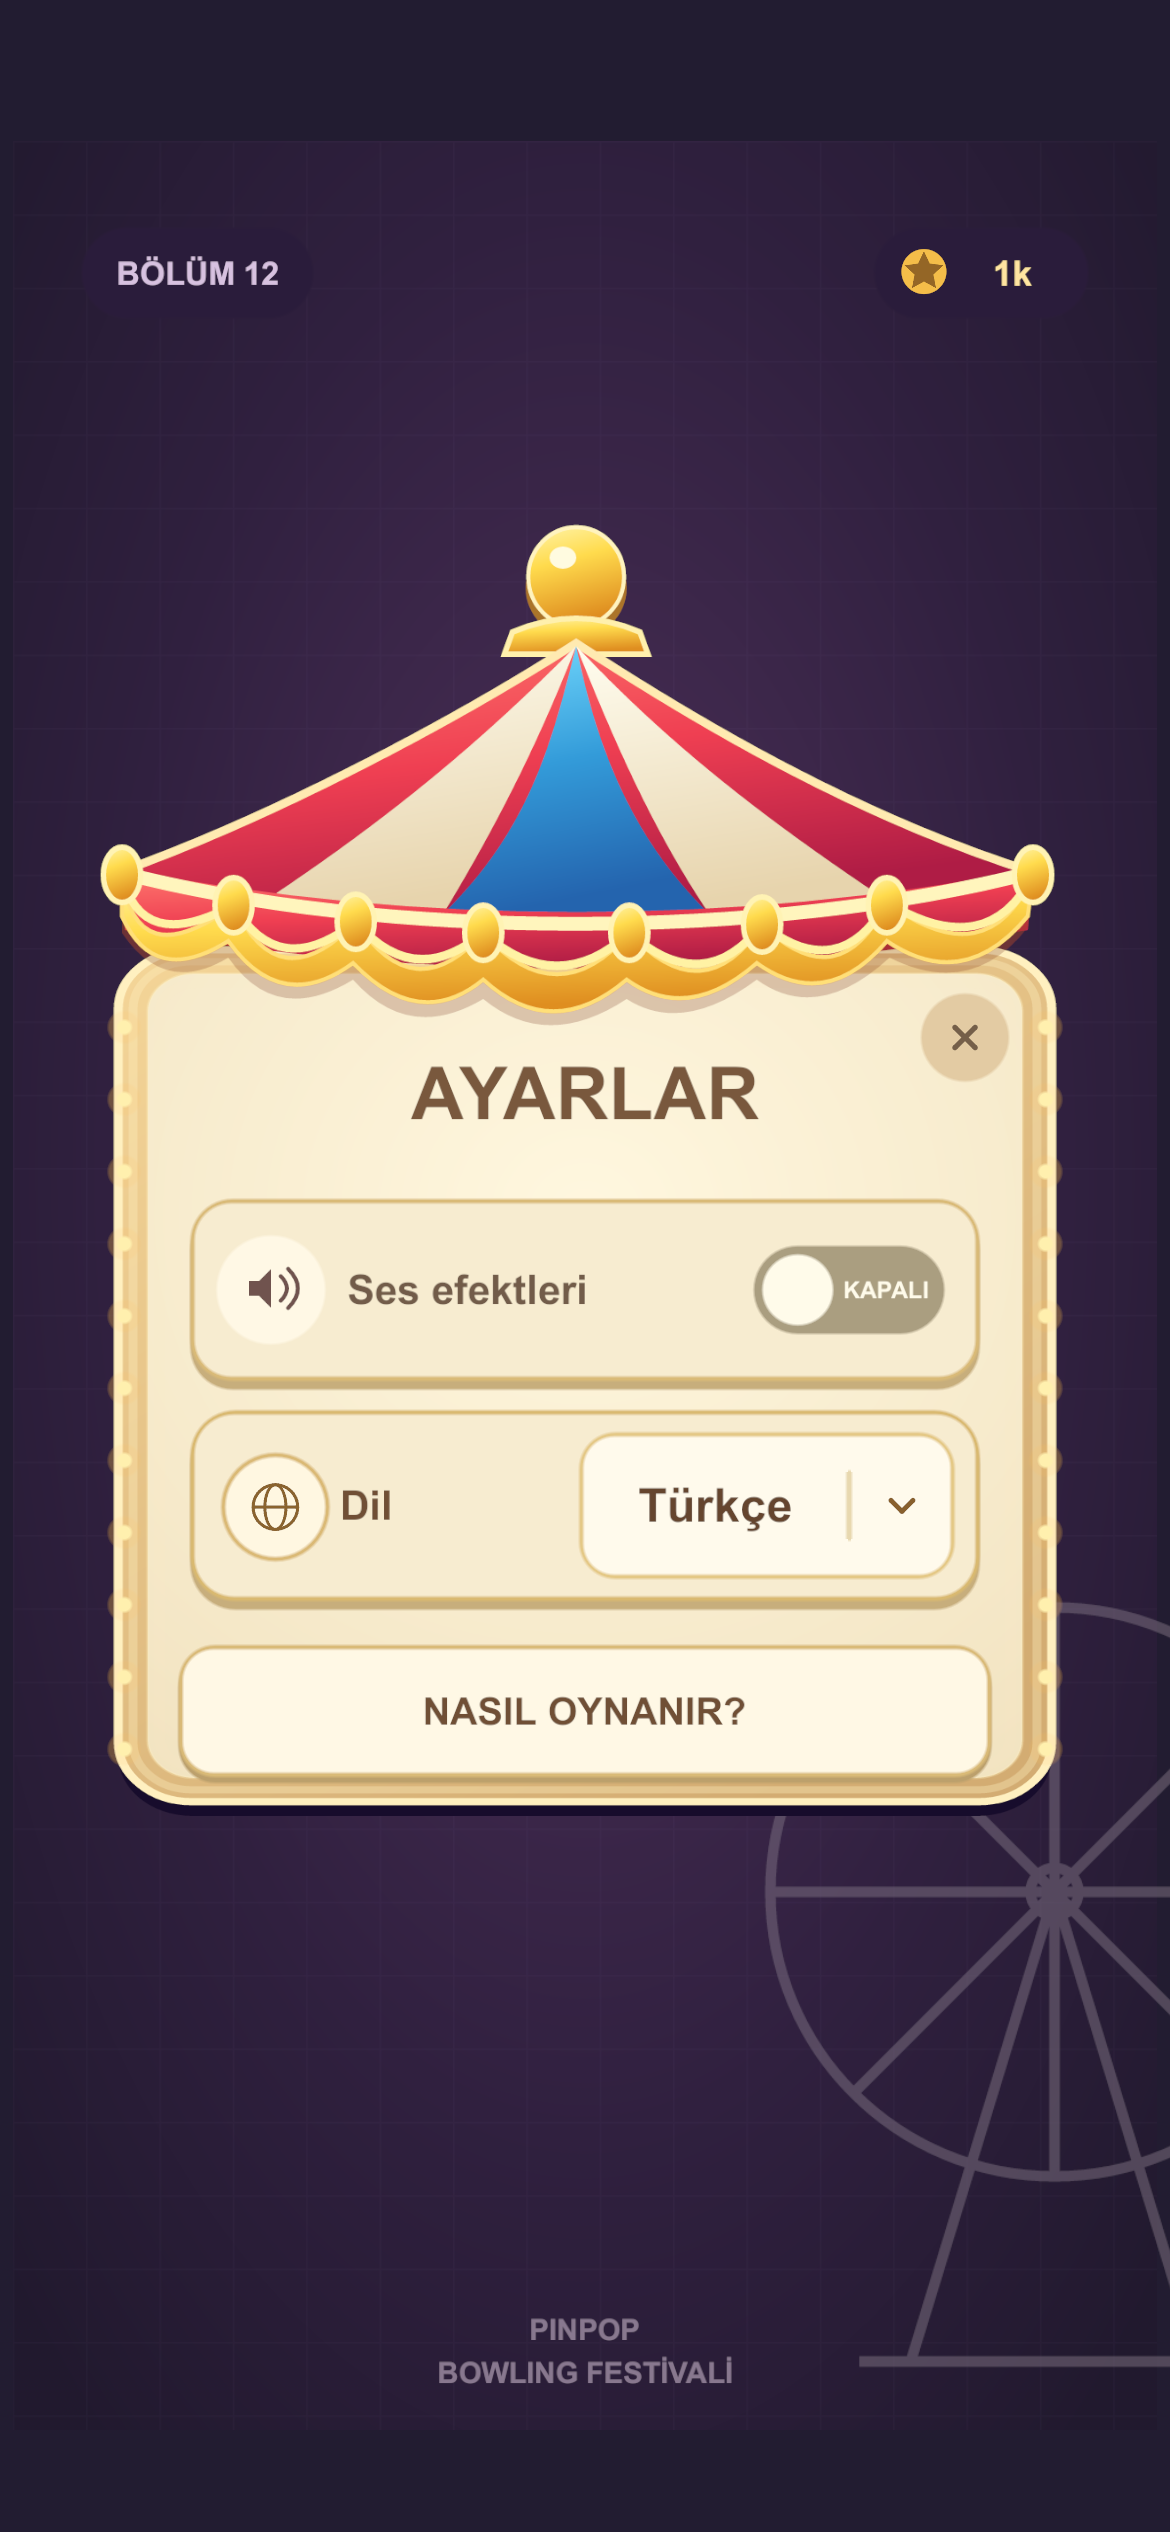 BÖLÜM 12
1k
AYARLAR
Ses efektleri
KAPALI
Dil
Türkçe
NASIL OYNANIR?
PINPOP
BOWLING FESTİVALİ